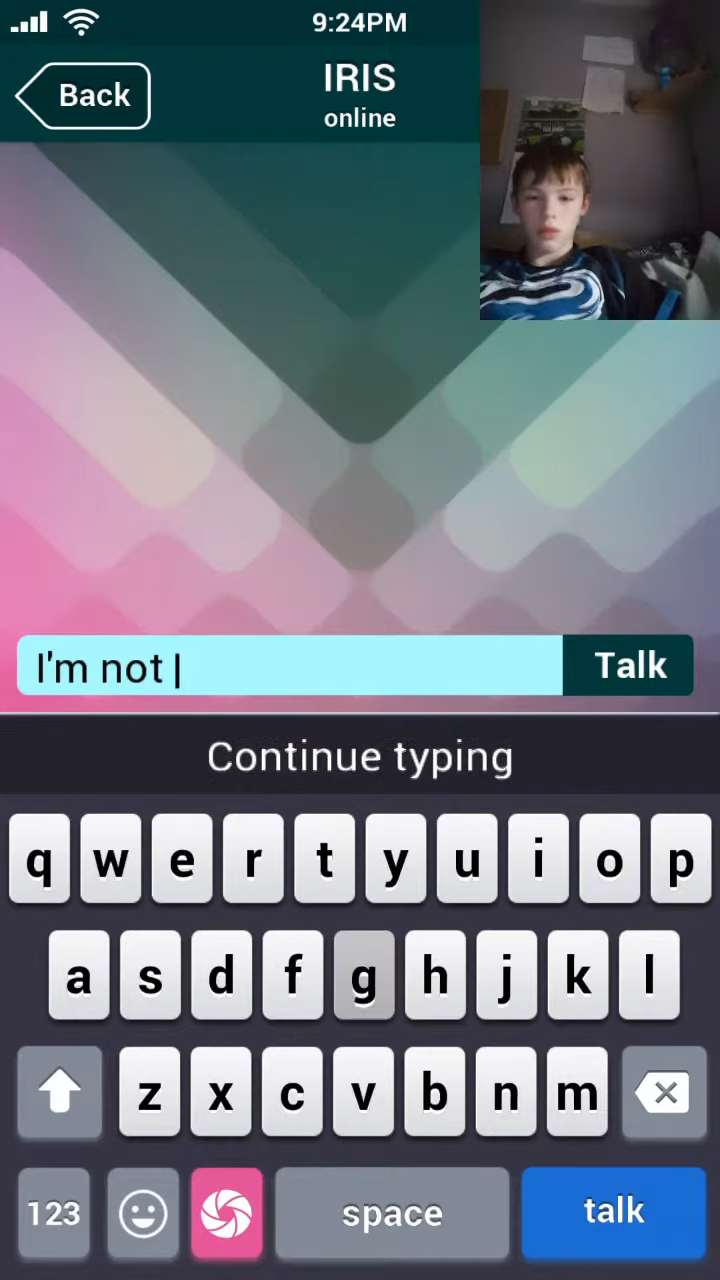 9:24PM
Back
IRIS
online
I'm not
Talk
Continue typing
q w e r t y u i o p
a s d f g h j k l
z x c v b n m
123 space talk